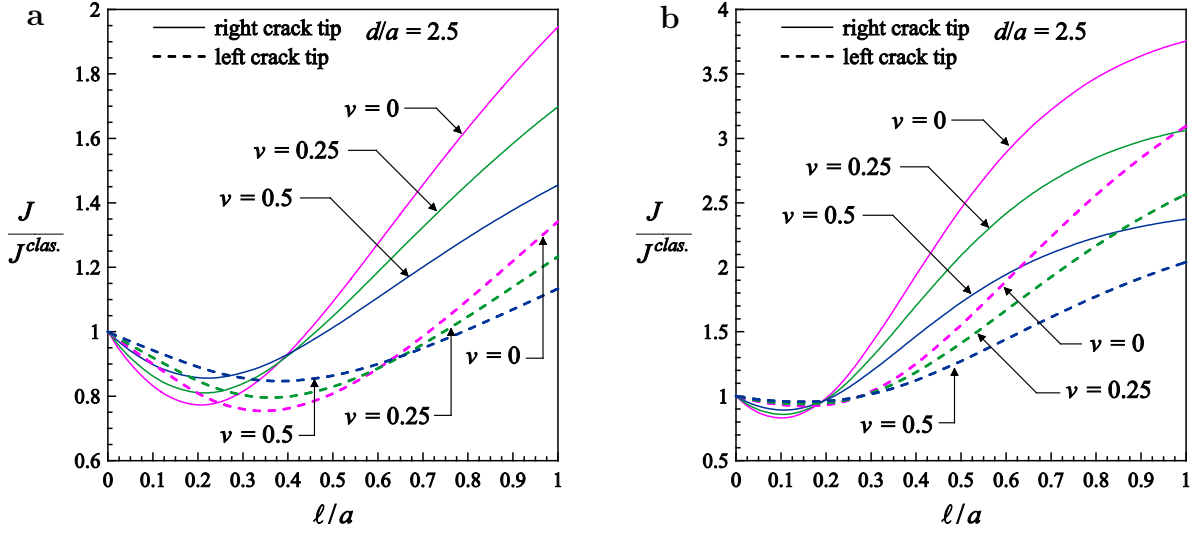 a
right crack tip d/a = 2.5
left crack tip
2
1.8
1.6
1.4
1.2
1
0.8
0.6
J
J^clas.
ν = 0
ν = 0.25
ν = 0.5
ν = 0
ν = 0.25
ν = 0.5
0 0.1 0.2 0.3 0.4 0.5 0.6 0.7 0.8 0.9 1
ℓ/a
b
right crack tip d/a = 2.5
left crack tip
4
3.5
3
2.5
2
1.5
1
0.5
J
J^clas.
ν = 0
ν = 0.25
ν = 0.5
ν = 0
ν = 0.25
ν = 0.5
0 0.1 0.2 0.3 0.4 0.5 0.6 0.7 0.8 0.9 1
ℓ/a